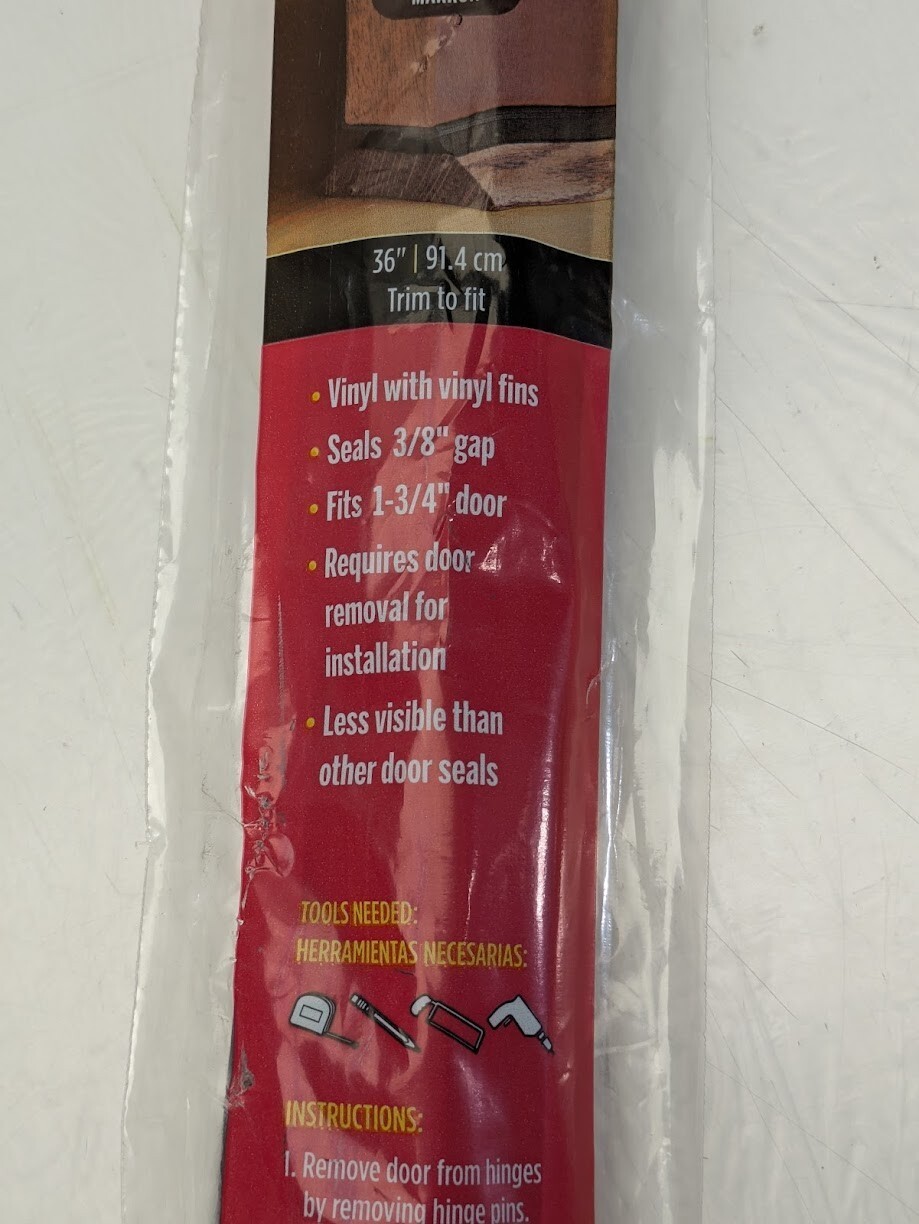 36" | 91.4 cm
Trim to fit
• Vinyl with vinyl fins
• Seals 3/8" gap
• Fits 1-3/4" door
• Requires door
removal for
installation
• Less visible than
other door seals
TOOLS NEEDED:
HERRAMIENTAS NECESARIAS:
INSTRUCTIONS:
1. Remove door from hinges
by removing hinge pins.